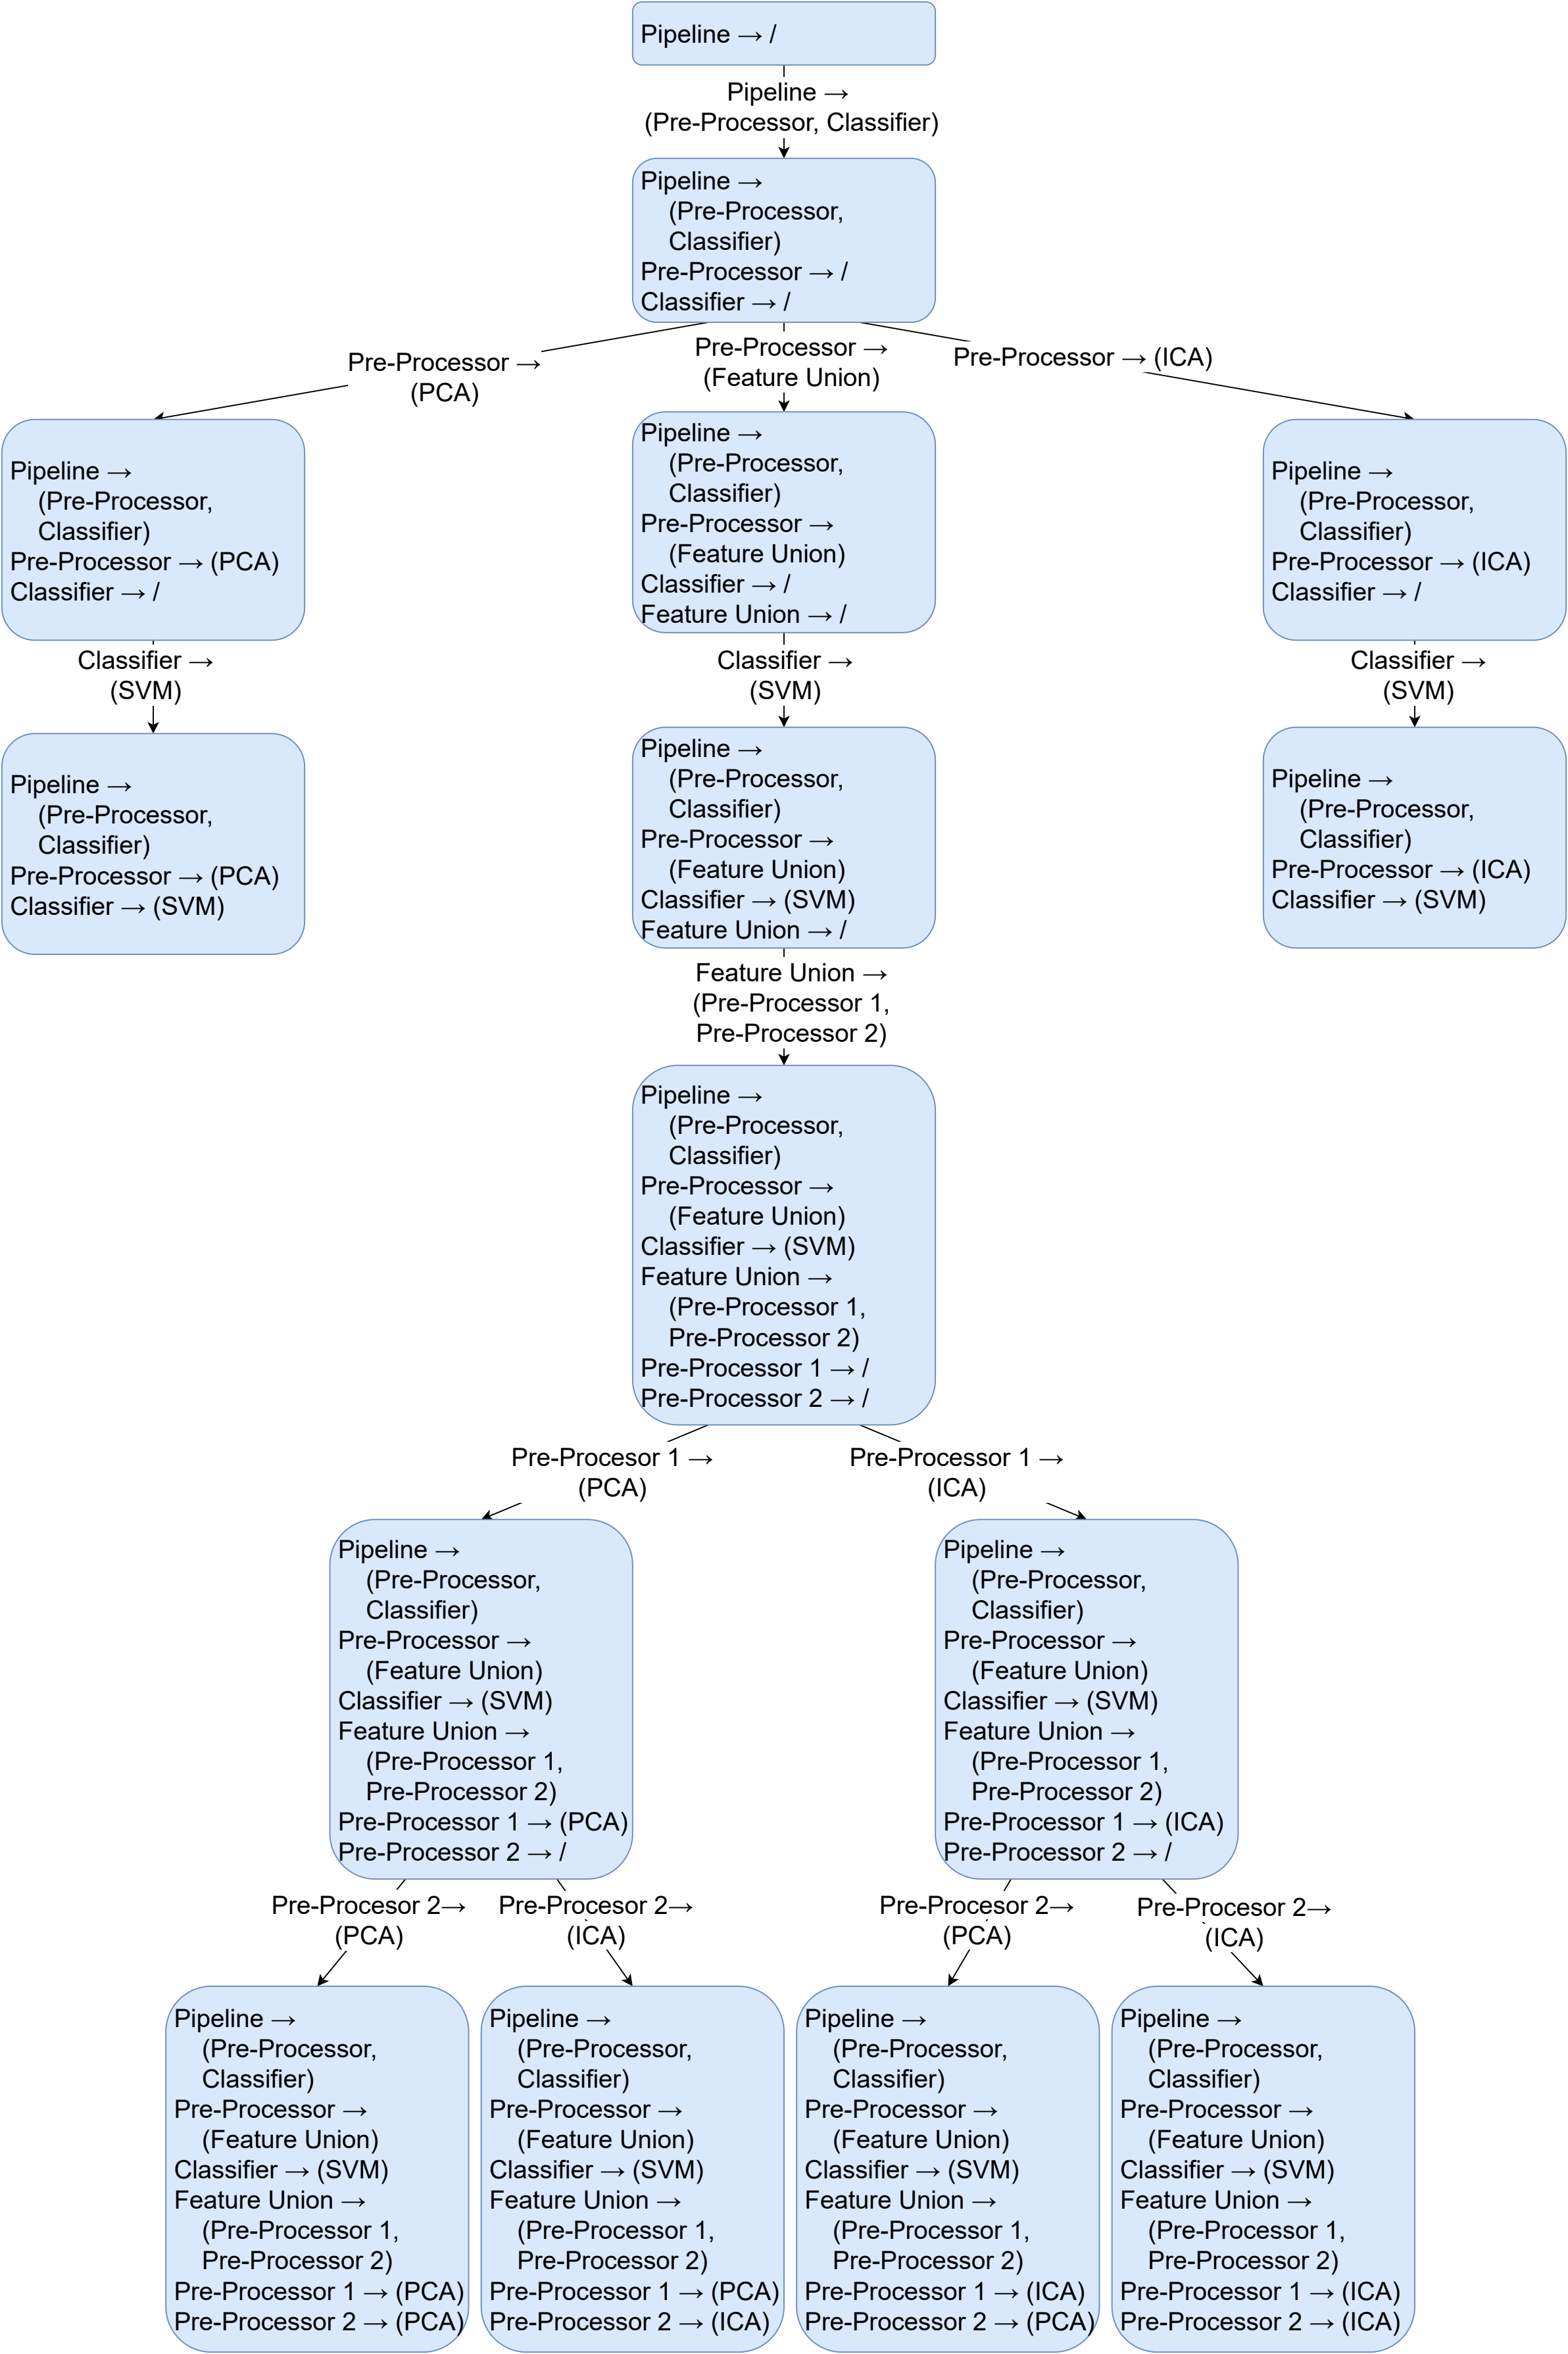 Pipeline → /
Pipeline →
(Pre-Processor, Classifier)
Pipeline →
(Pre-Processor,
Classifier)
Pre-Processor → /
Classifier → /
Pre-Processor →
(PCA)
Pre-Processor →
(Feature Union)
Pre-Processor → (ICA)
Pipeline →
(Pre-Processor,
Classifier)
Pre-Processor → (PCA)
Classifier → /
Pipeline →
(Pre-Processor,
Classifier)
Pre-Processor →
(Feature Union)
Classifier → /
Feature Union → /
Pipeline →
(Pre-Processor,
Classifier)
Pre-Processor → (ICA)
Classifier → /
Classifier →
(SVM)
Classifier →
(SVM)
Classifier →
(SVM)
Pipeline →
(Pre-Processor,
Classifier)
Pre-Processor → (PCA)
Classifier → (SVM)
Pipeline →
(Pre-Processor,
Classifier)
Pre-Processor →
(Feature Union)
Classifier → (SVM)
Feature Union → /
Pipeline →
(Pre-Processor,
Classifier)
Pre-Processor → (ICA)
Classifier → (SVM)
Feature Union →
(Pre-Processor 1,
Pre-Processor 2)
Pipeline →
(Pre-Processor,
Classifier)
Pre-Processor →
(Feature Union)
Classifier → (SVM)
Feature Union →
(Pre-Processor 1,
Pre-Processor 2)
Pre-Processor 1 → /
Pre-Processor 2 → /
Pre-Procesor 1 →
(PCA)
Pre-Processor 1 →
(ICA)
Pipeline →
(Pre-Processor,
Classifier)
Pre-Processor →
(Feature Union)
Classifier → (SVM)
Feature Union →
(Pre-Processor 1,
Pre-Processor 2)
Pre-Processor 1 → (PCA)
Pre-Processor 2 → /
Pipeline →
(Pre-Processor,
Classifier)
Pre-Processor →
(Feature Union)
Classifier → (SVM)
Feature Union →
(Pre-Processor 1,
Pre-Processor 2)
Pre-Processor 1 → (ICA)
Pre-Processor 2 → /
Pre-Procesor 2→
(PCA)
Pre-Procesor 2→
(ICA)
Pre-Procesor 2→
(PCA)
Pre-Procesor 2→
(ICA)
Pipeline →
(Pre-Processor,
Classifier)
Pre-Processor →
(Feature Union)
Classifier → (SVM)
Feature Union →
(Pre-Processor 1,
Pre-Processor 2)
Pre-Processor 1 → (PCA)
Pre-Processor 2 → (PCA)
Pipeline →
(Pre-Processor,
Classifier)
Pre-Processor →
(Feature Union)
Classifier → (SVM)
Feature Union →
(Pre-Processor 1,
Pre-Processor 2)
Pre-Processor 1 → (PCA)
Pre-Processor 2 → (ICA)
Pipeline →
(Pre-Processor,
Classifier)
Pre-Processor →
(Feature Union)
Classifier → (SVM)
Feature Union →
(Pre-Processor 1,
Pre-Processor 2)
Pre-Processor 1 → (ICA)
Pre-Processor 2 → (PCA)
Pipeline →
(Pre-Processor,
Classifier)
Pre-Processor →
(Feature Union)
Classifier → (SVM)
Feature Union →
(Pre-Processor 1,
Pre-Processor 2)
Pre-Processor 1 → (ICA)
Pre-Processor 2 → (ICA)